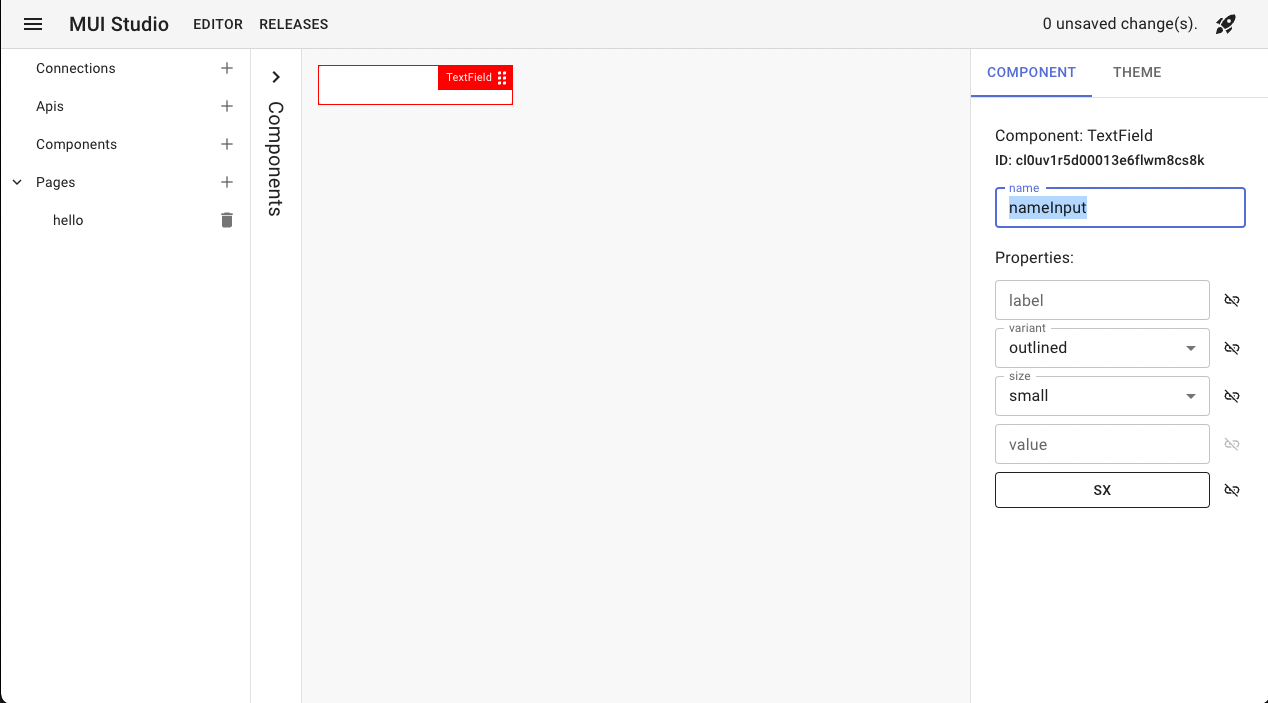 MUI Studio EDITOR RELEASES 0 unsaved change(s).
Connections
Apis
Components
Pages
hello
Components
TextField
COMPONENT THEME
Component: TextField
ID: cl0uv1r5d00013e6flwm8cs8k
name
nameInput
Properties:
label
variant
outlined
size
small
value
SX